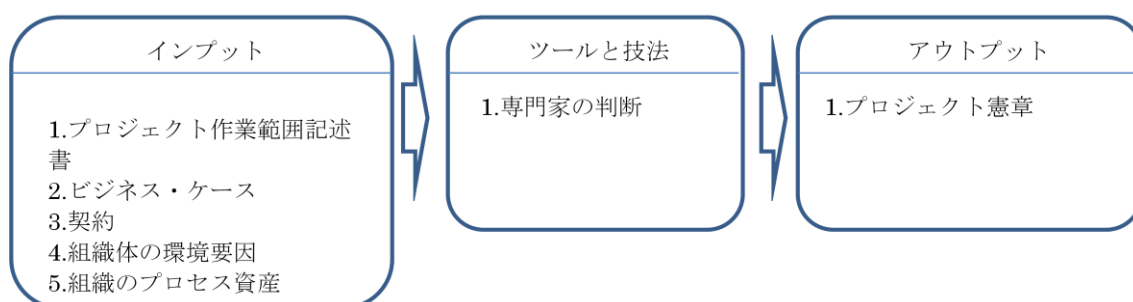 インプット
1.プロジェクト作業範囲記述
書
2.ビジネス・ケース
3.契約
4.組織体の環境要因
5.組織のプロセス資産
ツールと技法
1.専門家の判断
アウトプット
1.プロジェクト憲章